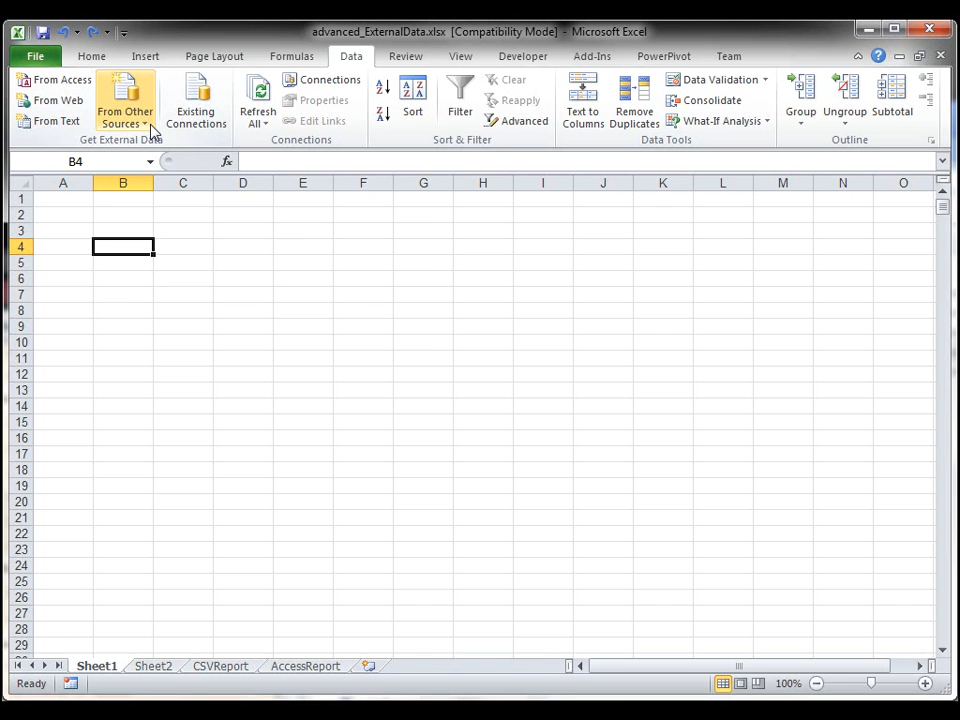 advanced_ExternalData.xlsx [Compatibility Mode] - Microsoft Excel
File Home Insert Page Layout Formulas Data Review View Developer Add-Ins PowerPivot Team
From Access
From Web
From Text
From Other Sources
Existing Connections
Get External Data
Refresh All
Connections
Properties
Edit Links
Connections
Sort
Filter
Clear
Reapply
Advanced
Sort & Filter
Text to Columns
Remove Duplicates
Data Validation
Consolidate
What-If Analysis
Data Tools
Group
Ungroup
Subtotal
Outline
B4 fx
A B C D E F G H I J K L M N O
1
2
3
4
5
6
7
8
9
10
11
12
13
14
15
16
17
18
19
20
21
22
23
24
25
26
27
28
29
Sheet1 Sheet2 CSVReport AccessReport
Ready 100%